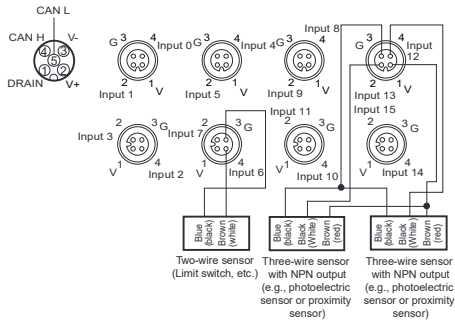 CAN L
CAN H
V-
4 3
5
1 2
DRAIN
V+
G 3 4 Input 0
2 1 V
Input 1
G 3 4 Input 4
2 1 V
Input 5
G 3 4 Input 8
2 1 V
Input 9
G 3 4 Input 12
2 1 V
Input 13
Input 3 2 3 G
V 1 4 Input 2
Input 7 2 3 G
V 1 4 Input 6
Input 11
2 3 G
V 1 4
Input 10
Input 15
2 3 G
V 1 4 Input 14
Blue (black)
Brown (white)
Blue (black)
Black (White)
Brown (red)
Blue (black)
Black (White)
Brown (red)
Two-wire sensor
(Limit switch, etc.)
Three-wire sensor
with NPN output
(e.g., photoelectric
sensor or proximity
sensor)
Three-wire sensor
with NPN output
(e.g., photoelectric
sensor or proximity
sensor)